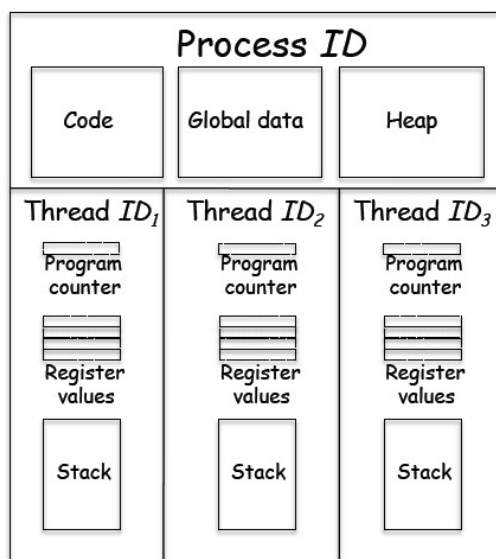 Process ID
Code Global data Heap
Thread ID₁ Thread ID₂ Thread ID₃
Program Program Program
counter counter counter
Register Register Register
values values values
Stack Stack Stack